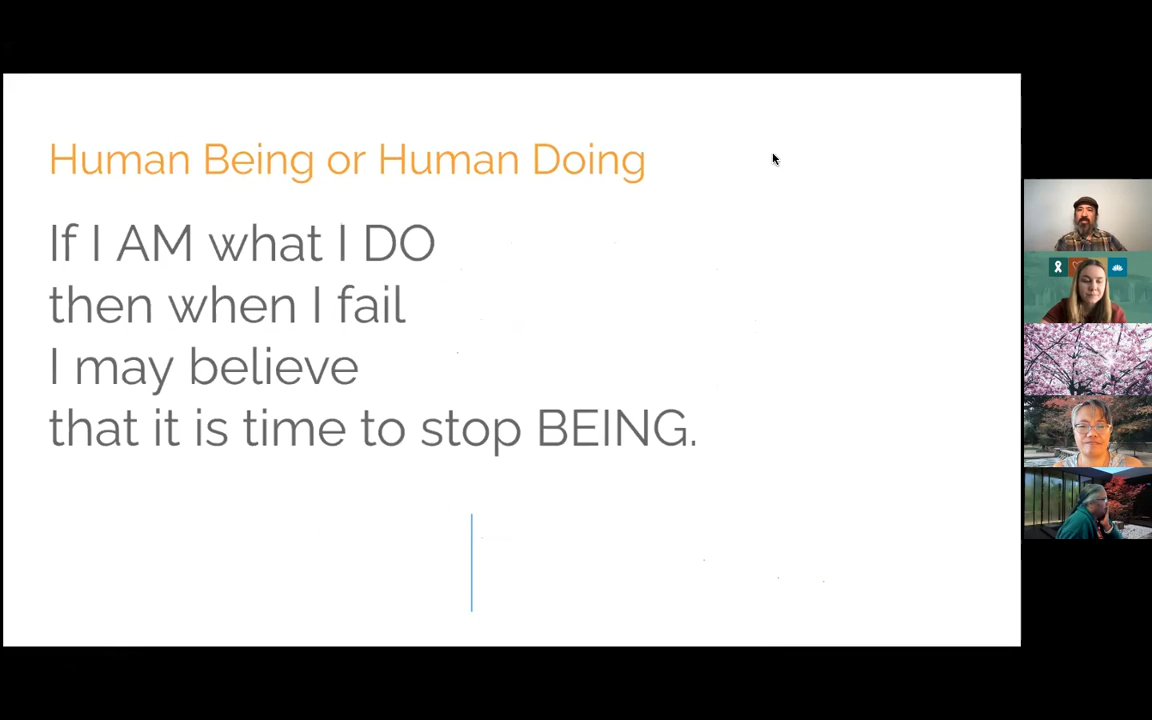 Human Being or Human Doing
If I AM what I DO
then when I fail
I may believe
that it is time to stop BEING.